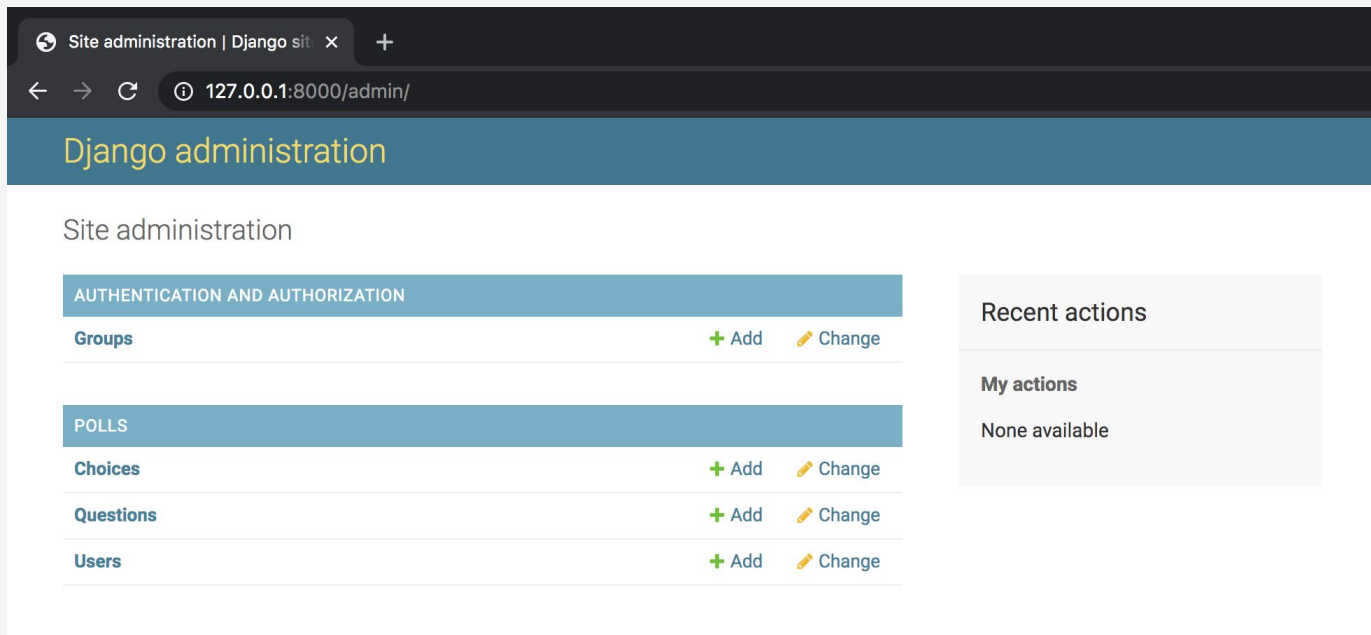 Site administration | Django sit
127.0.0.1:8000/admin/
Django administration
Site administration
AUTHENTICATION AND AUTHORIZATION
Groups Add Change
POLLS
Choices Add Change
Questions Add Change
Users Add Change
Recent actions
My actions
None available